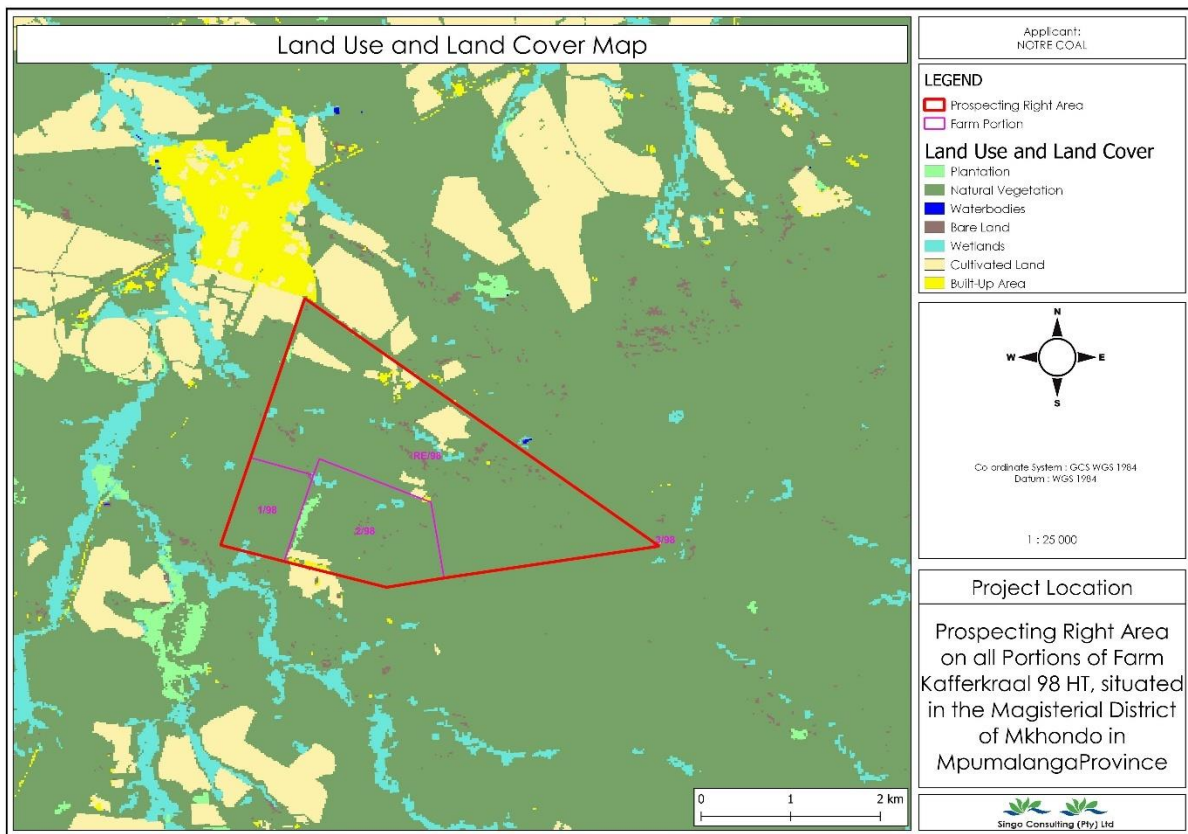 Land Use and Land Cover Map
RE/98
1/98
2/98
3/98
0 1 2 km
Applicant:
NOTRE COAL
LEGEND
Prospecting Right Area
Farm Portion
Land Use and Land Cover
Plantation
Natural Vegetation
Waterbodies
Bare Land
Wetlands
Cultivated Land
Built-Up Area
N
W E
S
Co ordinate System : GCS WGS 1984
Datum : WGS 1984
1 : 25 000
Project Location
Prospecting Right Area
on all Portions of Farm
Kafferkraal 98 HT, situated
in the Magisterial District
of Mkhondo in
MpumalangaProvince
Singo Consulting (Pty) Ltd